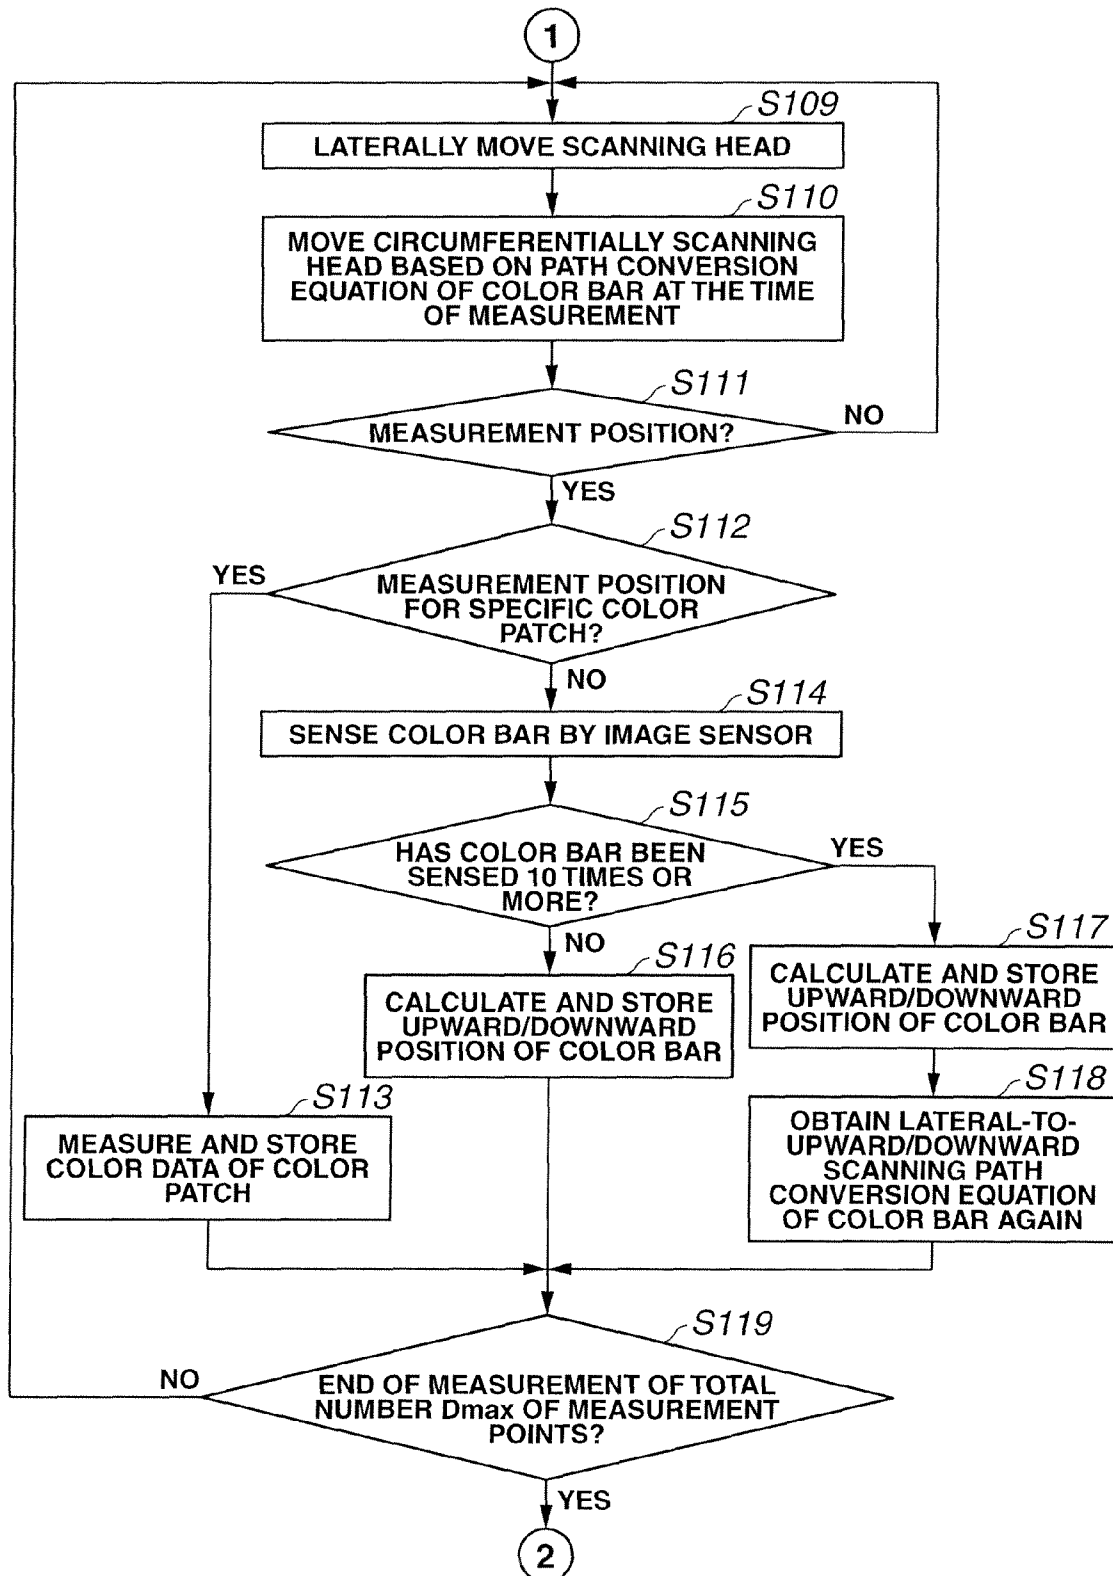 1
S109
LATERALLY MOVE SCANNING HEAD
S110
MOVE CIRCUMFERENTIALLY SCANNING
HEAD BASED ON PATH CONVERSION
EQUATION OF COLOR BAR AT THE TIME
OF MEASUREMENT
S111
MEASUREMENT POSITION?
NO
YES
S112
YES
MEASUREMENT POSITION
FOR SPECIFIC COLOR
PATCH?
NO
S114
SENSE COLOR BAR BY IMAGE SENSOR
S115
HAS COLOR BAR BEEN
SENSED 10 TIMES OR
MORE?
YES
NO
S116
CALCULATE AND STORE
UPWARD/DOWNWARD
POSITION OF COLOR BAR
S117
CALCULATE AND STORE
UPWARD/DOWNWARD
POSITION OF COLOR BAR
S113
MEASURE AND STORE
COLOR DATA OF COLOR
PATCH
S118
OBTAIN LATERAL-TO-
UPWARD/DOWNWARD
SCANNING PATH
CONVERSION EQUATION
OF COLOR BAR AGAIN
S119
NO
END OF MEASUREMENT OF TOTAL
NUMBER Dmax OF MEASUREMENT
POINTS?
YES
2